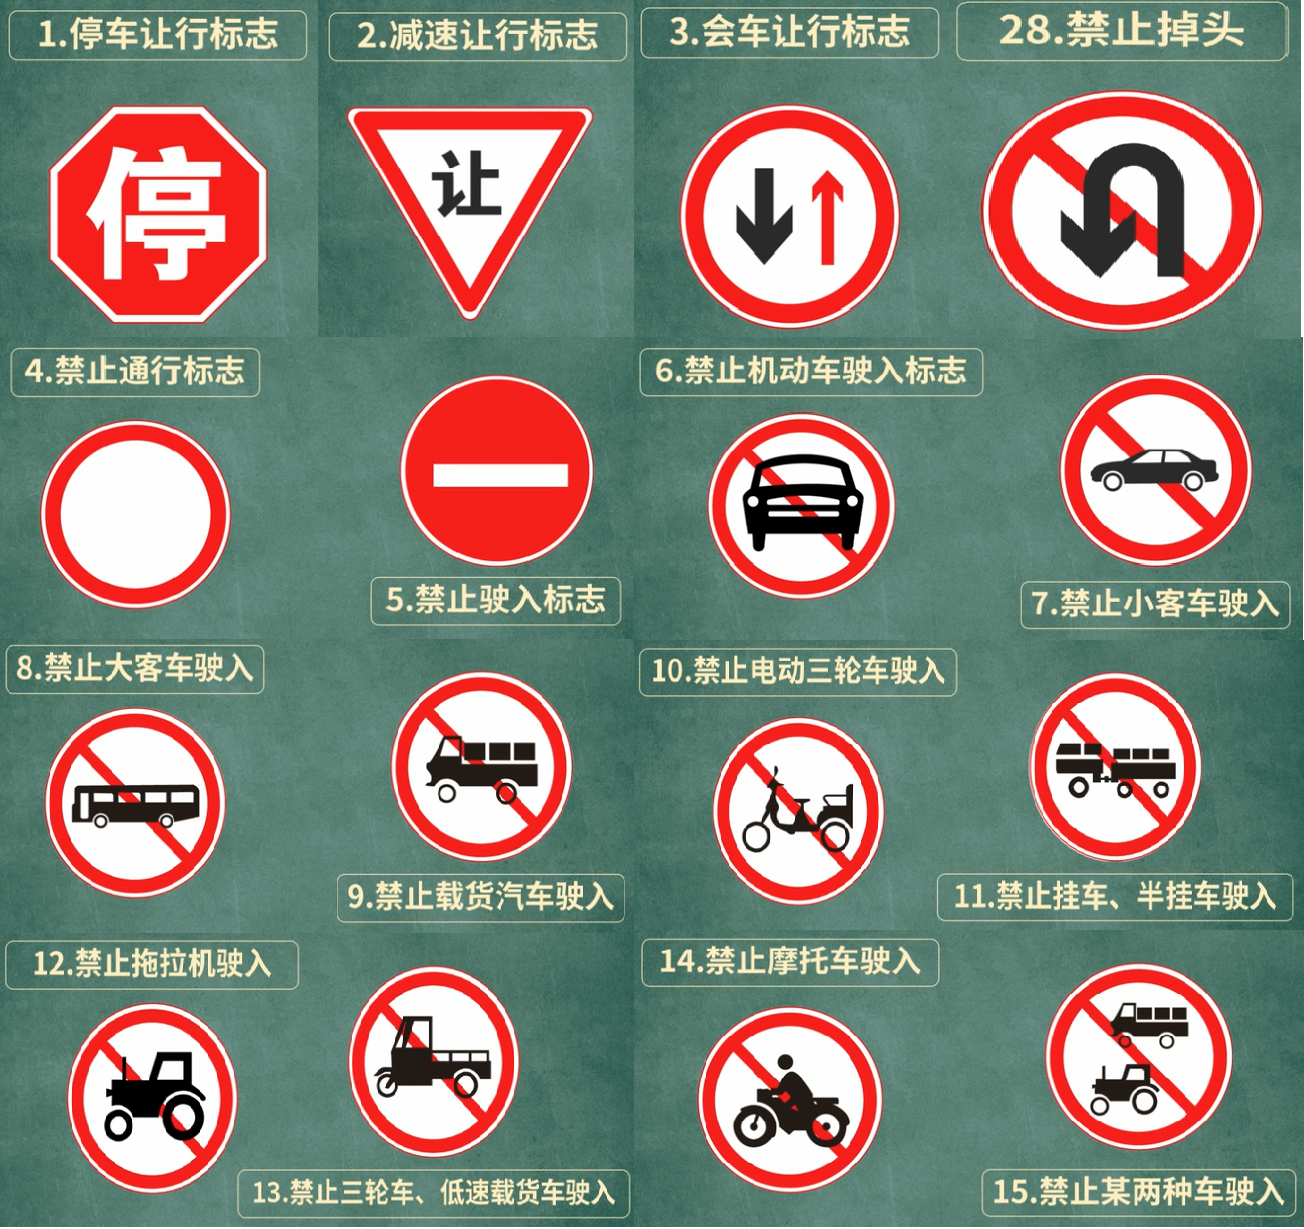 1.停车让行标志
2.减速让行标志
3.会车让行标志
28.禁止掉头
停
让
4.禁止通行标志
5.禁止驶入标志
6.禁止机动车驶入标志
7.禁止小客车驶入
8.禁止大客车驶入
9.禁止载货汽车驶入
10.禁止电动三轮车驶入
11.禁止挂车、半挂车驶入
12.禁止拖拉机驶入
13.禁止三轮车、低速载货车驶入
14.禁止摩托车驶入
15.禁止某两种车驶入